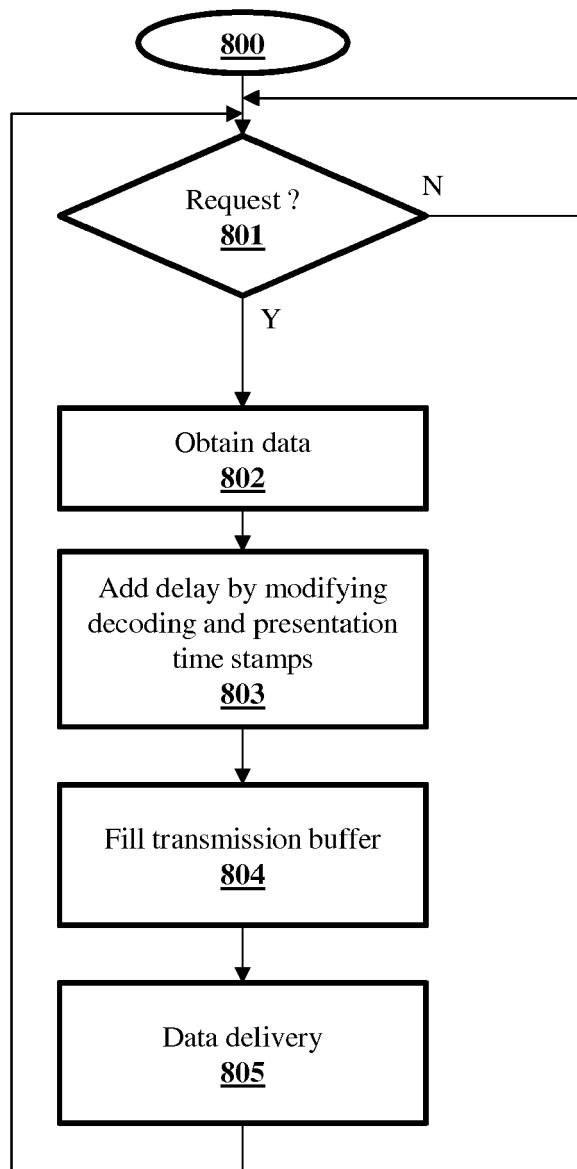 800
Request ?
801
N
Y
Obtain data
802
Add delay by modifying
decoding and presentation
time stamps
803
Fill transmission buffer
804
Data delivery
805